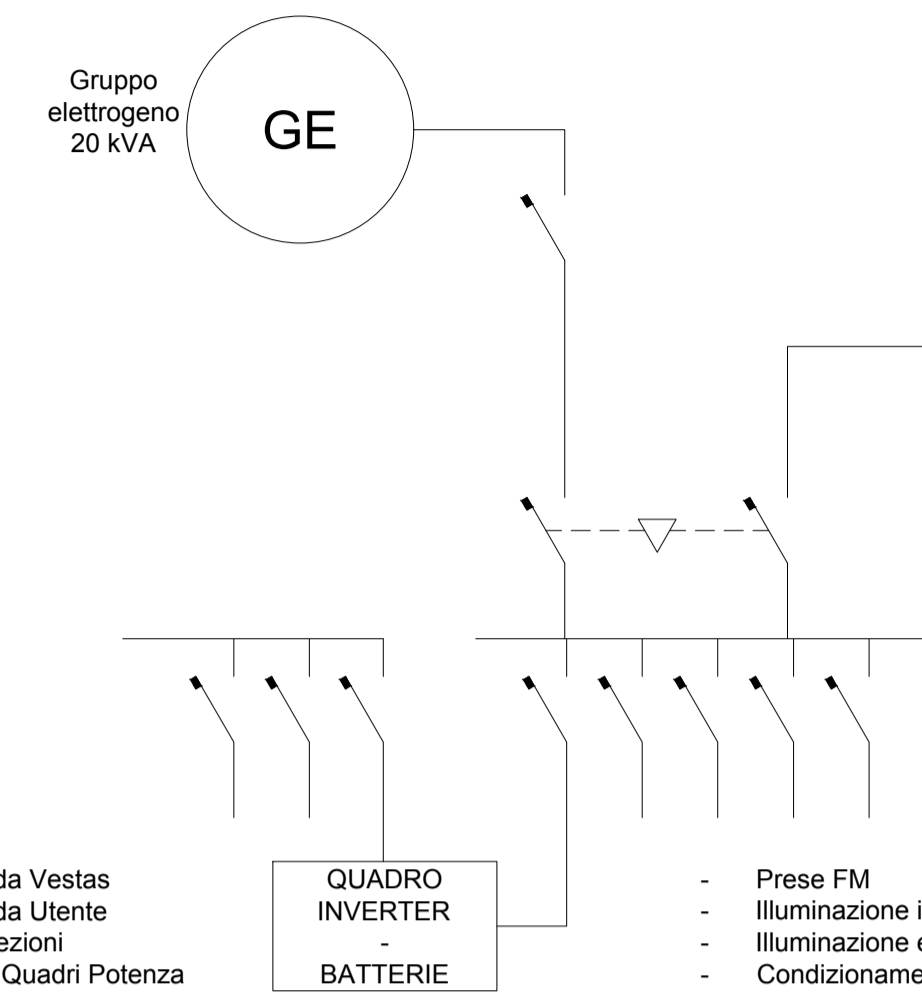 Gruppo
elettrogeno
20 kVA
GE
da Vestas
da Utente
ezioni
Quadri Potenza
QUADRO
INVERTER
-
BATTERIE
- Prese FM
- Illuminazione i
- Illuminazione e
- Condizioname